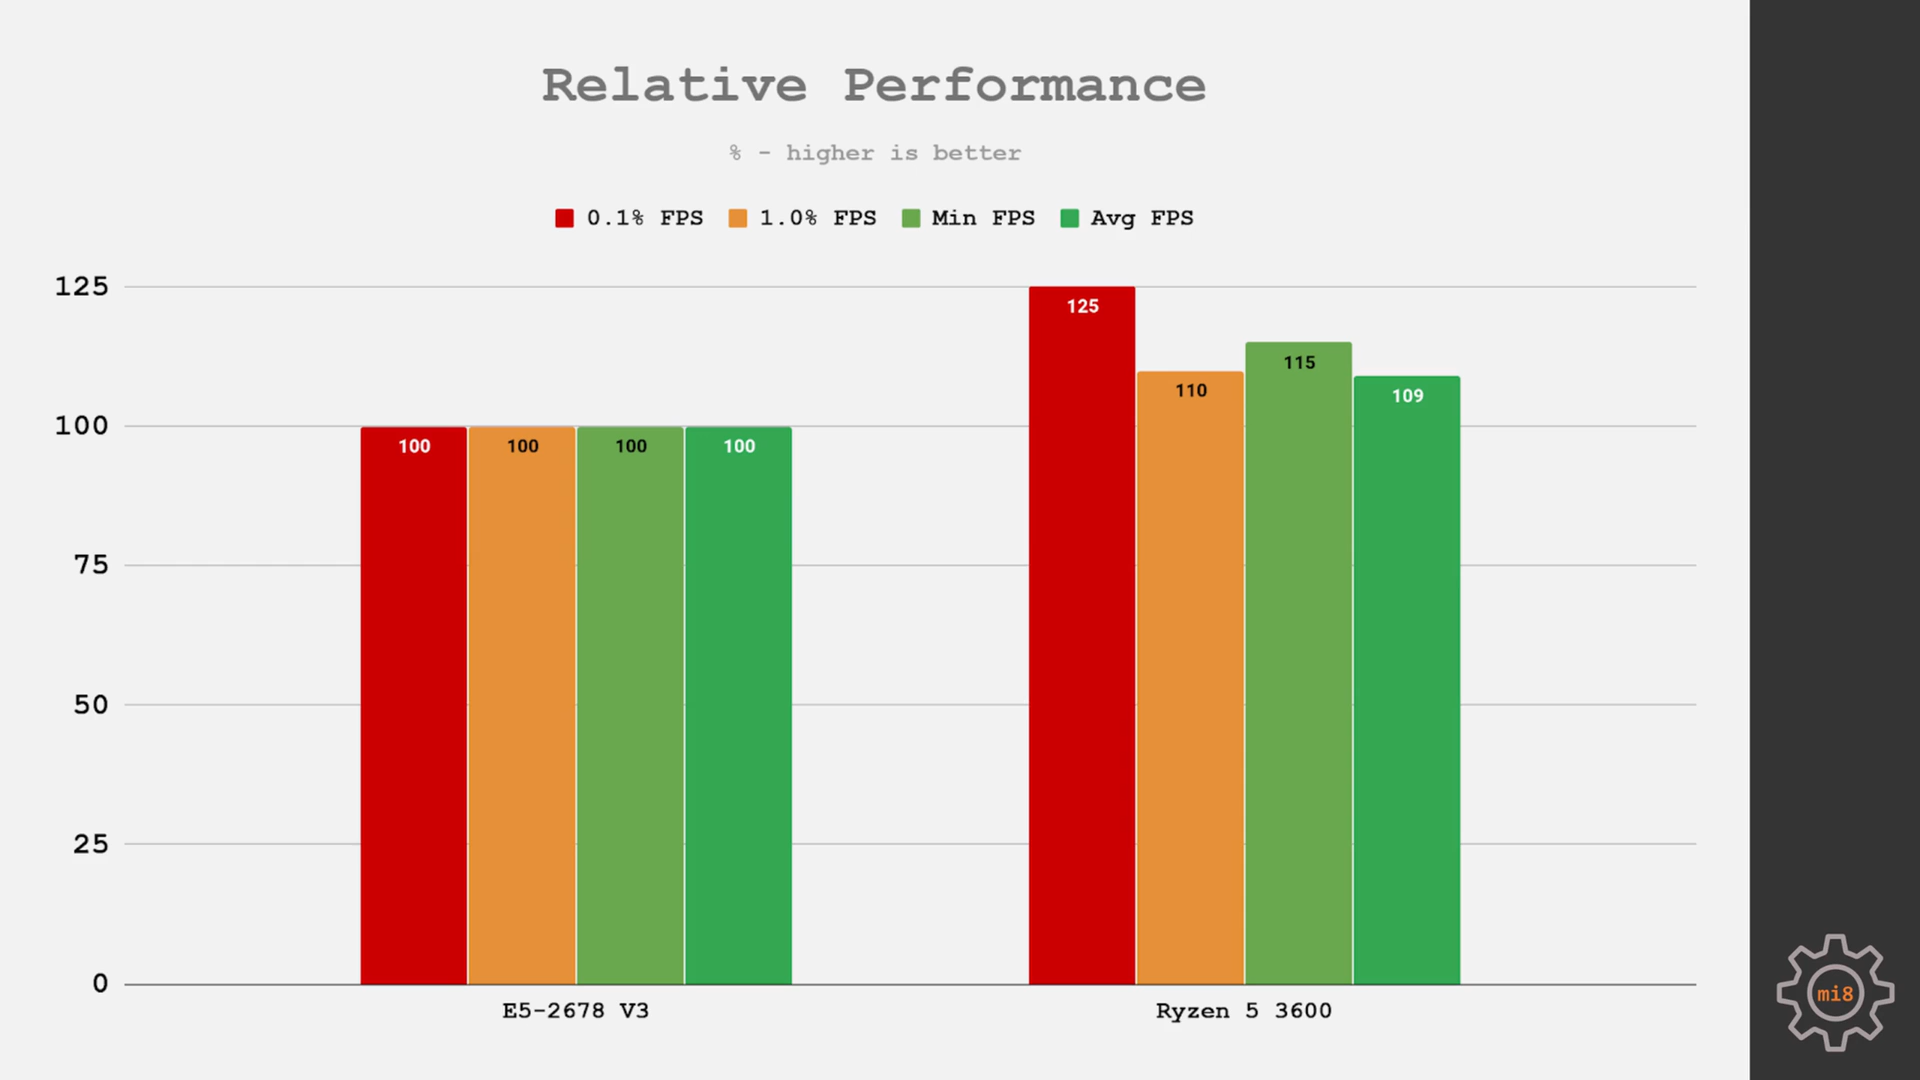 Relative Performance
% - higher is better
0.1% FPS 1.0% FPS Min FPS Avg FPS
125
100
75
50
25
0
100 100 100 100
125 110 115 109
E5-2678 V3 Ryzen 5 3600
mi8